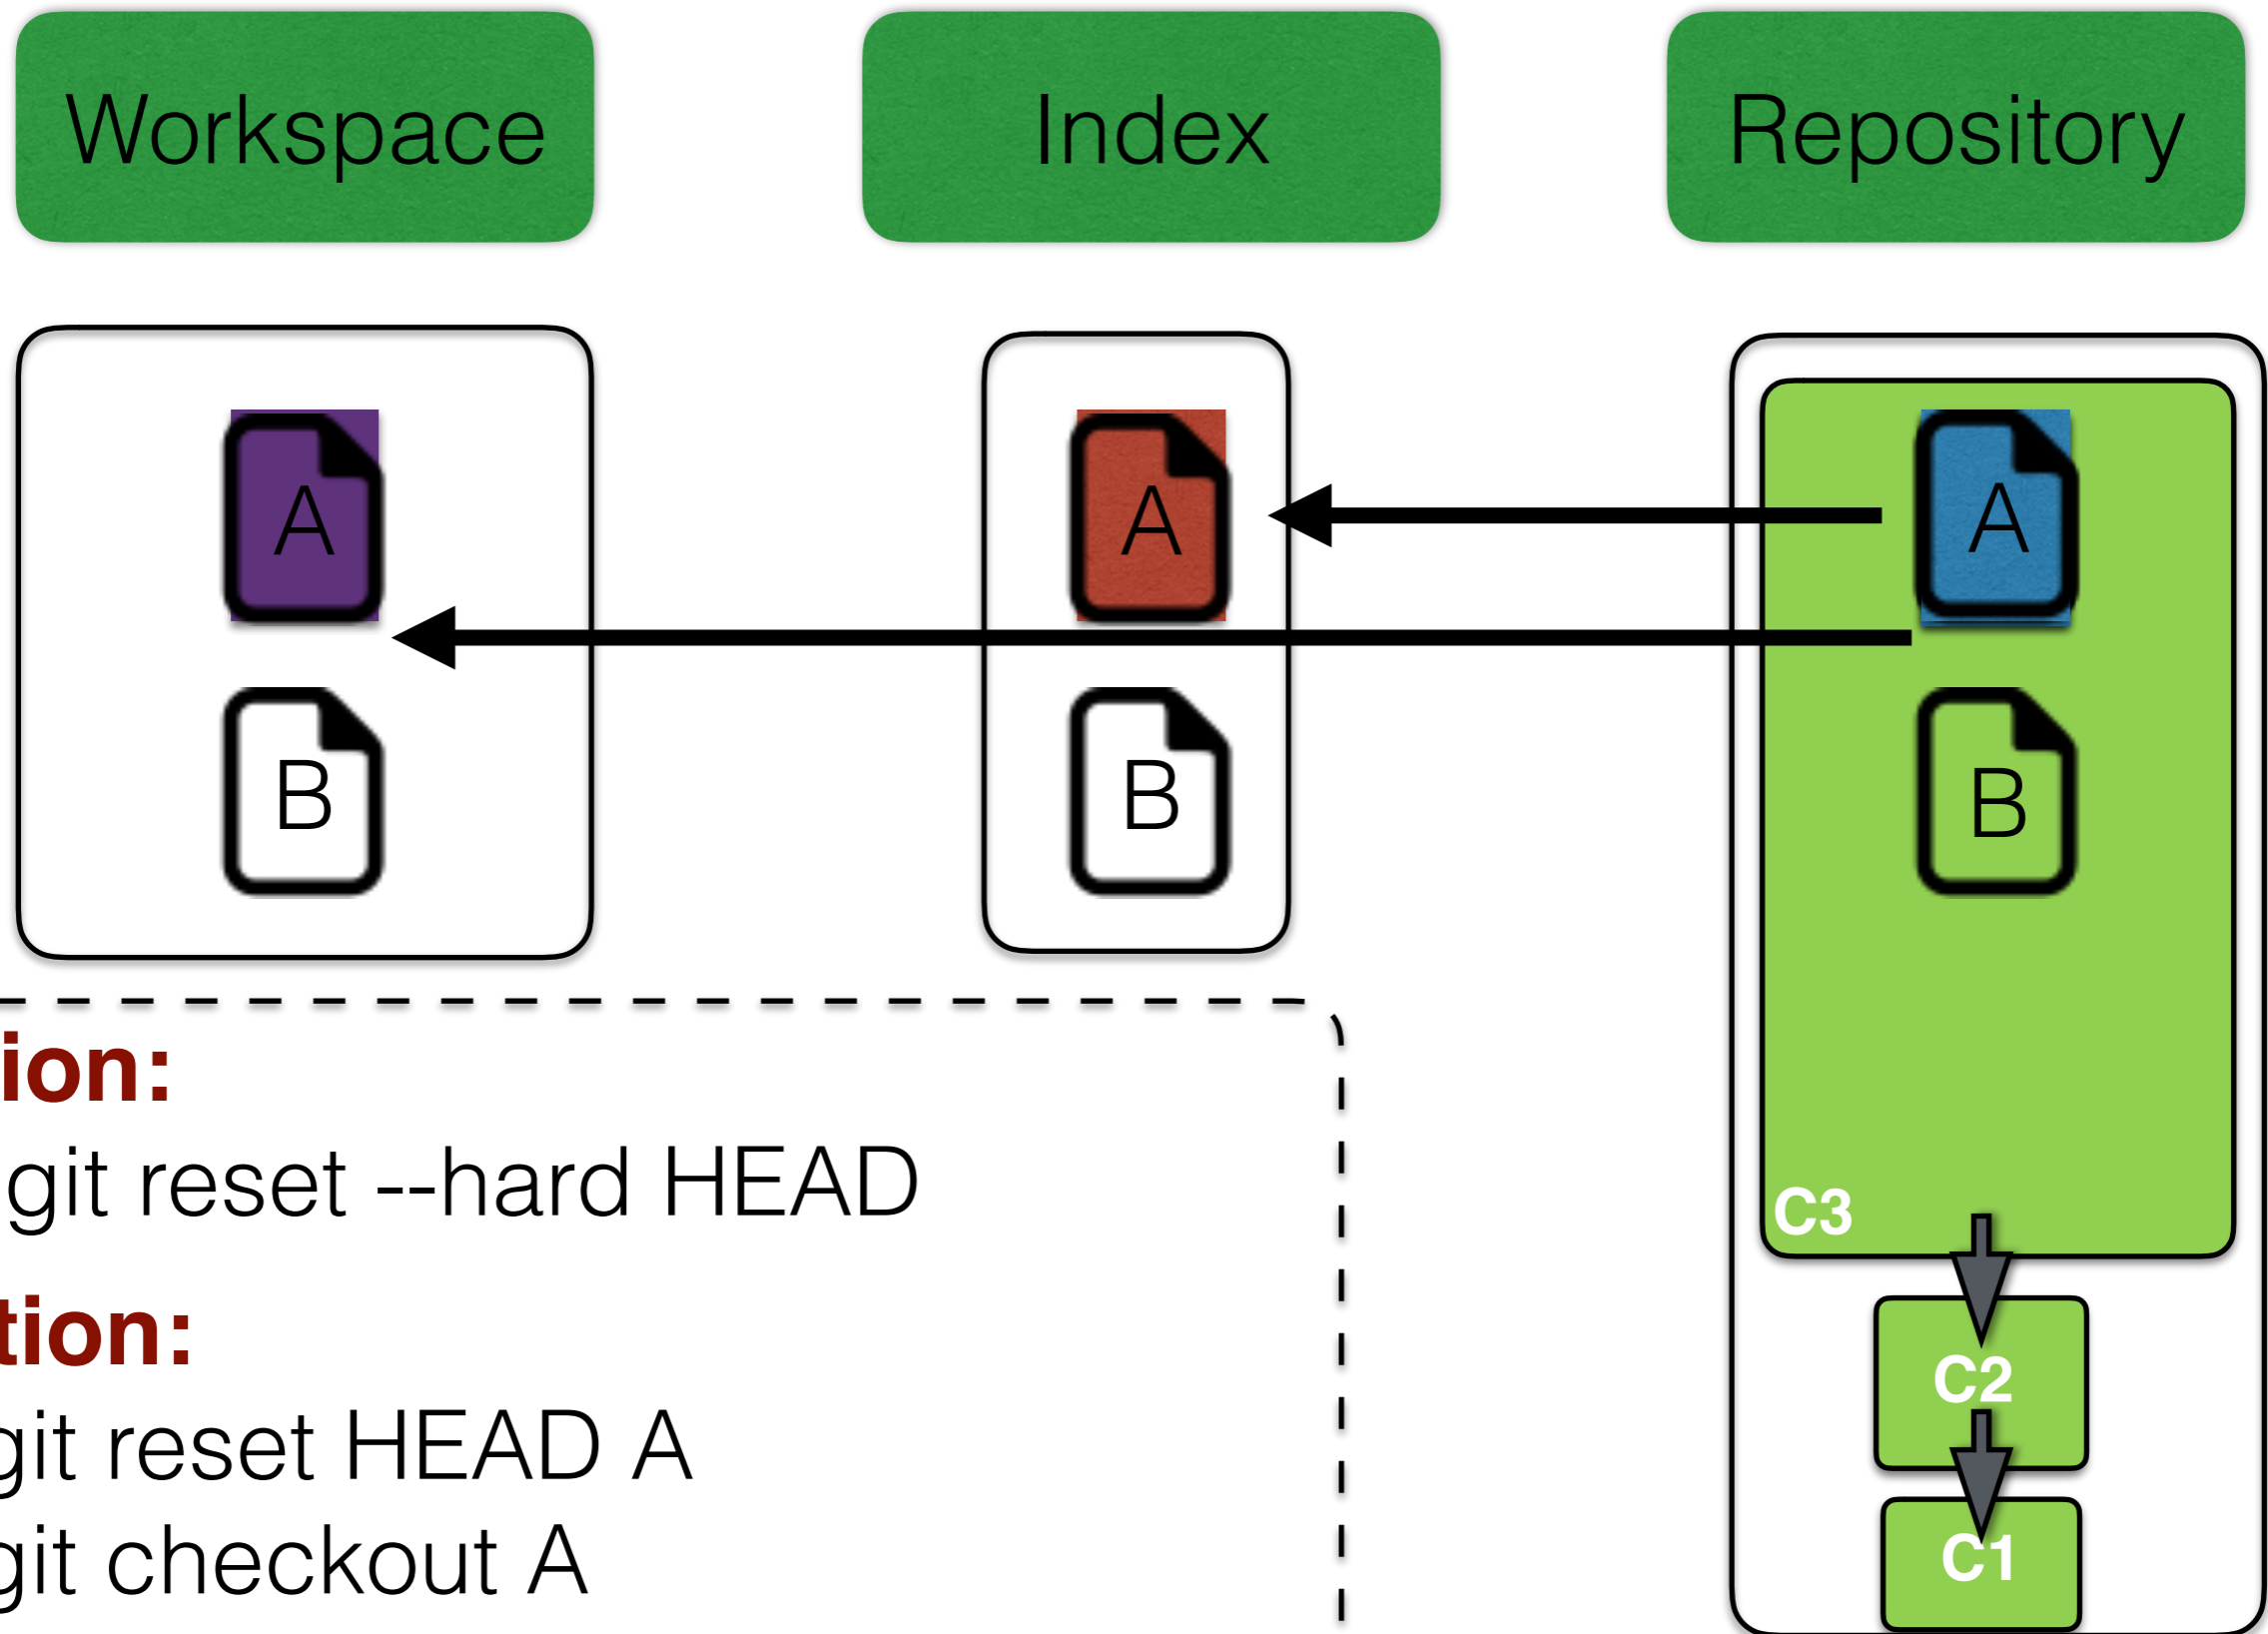 Workspace
Index
Repository
A
A
A
B
B
B
ion:
git reset --hard HEAD
C3
tion:
C2
git reset HEAD A
git checkout A
C1